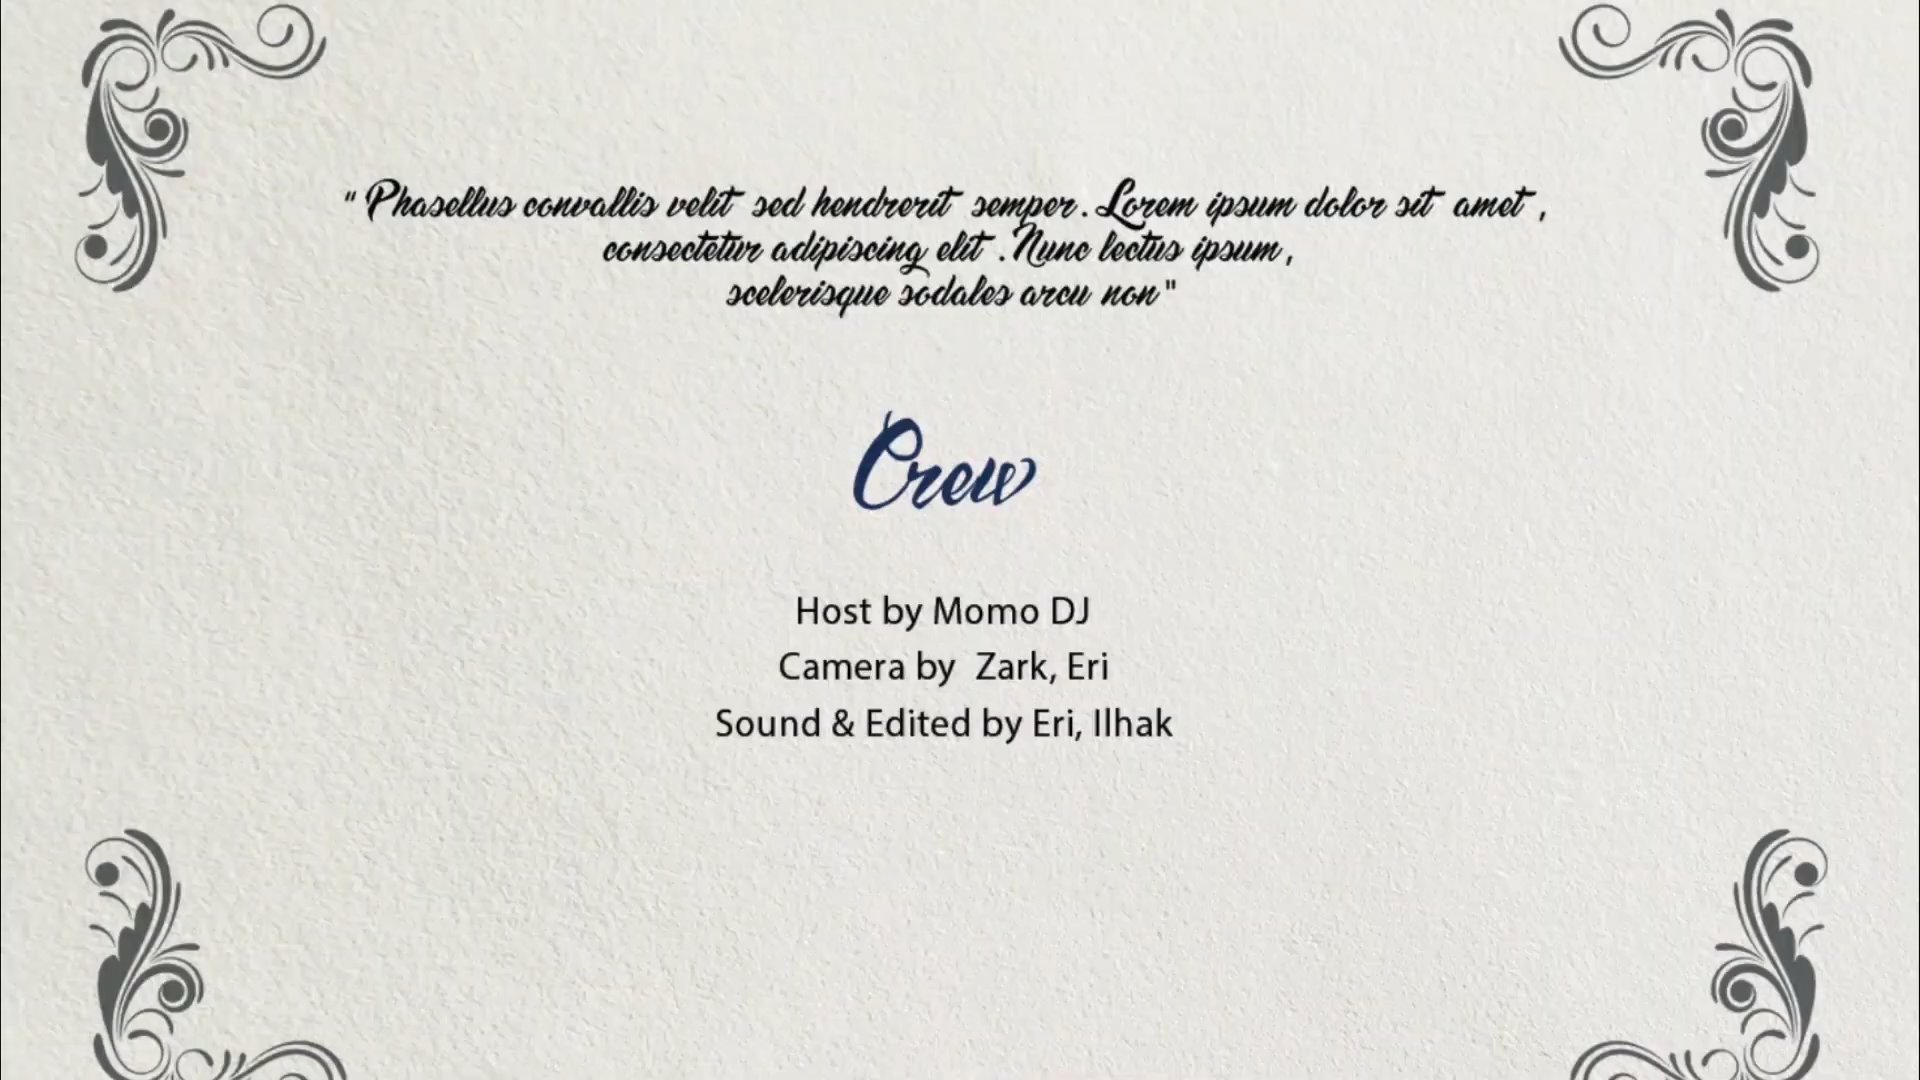 "Phasellus convallis velit sed hendrerit semper. Lorem ipsum dolor sit amet,
consectetur adipiscing elit. Nunc lectus ipsum,
scelerisque sodales arcu non"
Crew
Host by Momo DJ
Camera by Zark, Eri
Sound & Edited by Eri, Ilhak